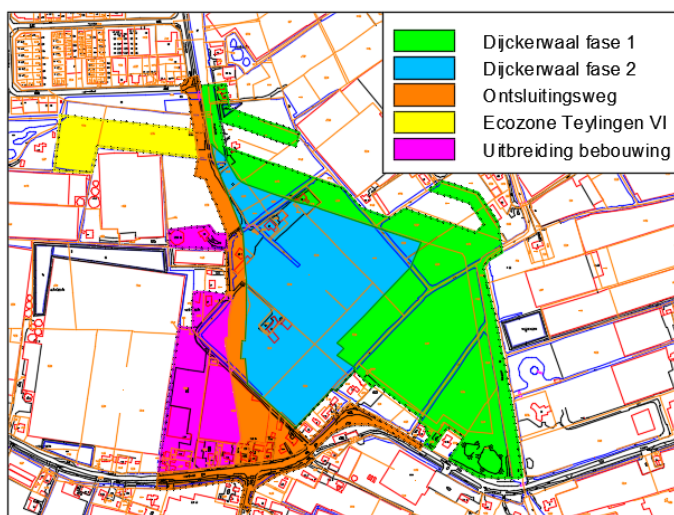 Dijckerwaal fase 1
Dijckerwaal fase 2
Ontsluitingsweg
Ecozone Teylingen VI
Uitbreiding bebouwing